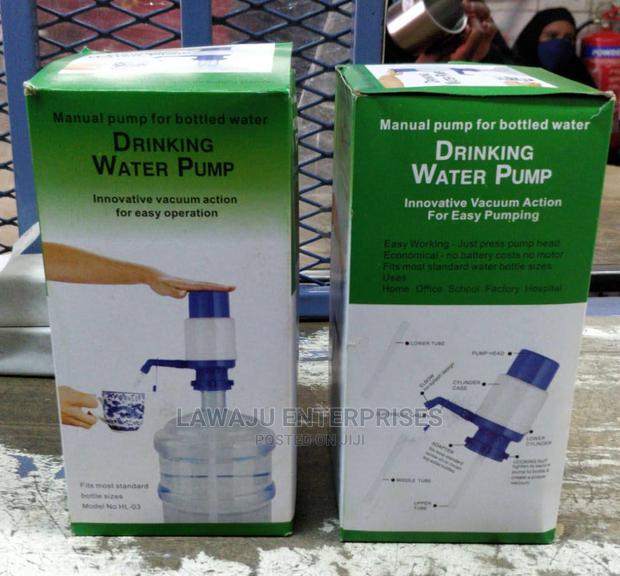 Manual pump for bottled water
DRINKING
WATER PUMP
Innovative vacuum action
for easy operation
Fits most standard
bottle sizes
Model No HL-03
Manual pump for bottled water
DRINKING
WATER PUMP
Innovative Vacuum Action
For Easy Pumping
Easy Working - Just press pump head!
Economical - no battery costs no motor
Fits most standard water bottle sizes
Uses
Home Office School Factory Hospital
LOWER TUBE
PUMP HEAD
ELBOW
CYLINDER
CASE
LOWER
CYLINDER
ADAPTER
LOCKING NUT
MIDDLE TUBE
UPPER
TUBE
LAWAJU ENTERPRISES
POSTED ON JIJI